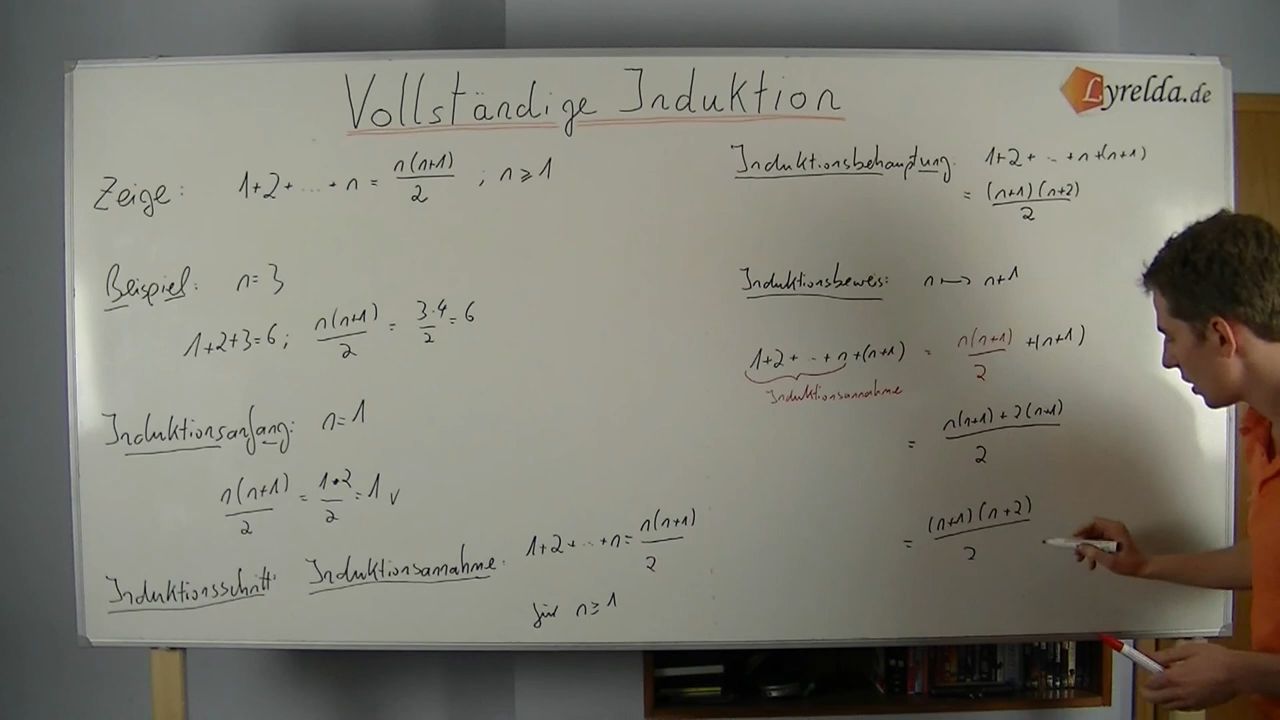 Vollständige Induktion
Lyrelda.de
Zeige: 1+2+...+n = n(n+1)/2 ; n ≥ 1
Beispiel: n=3
1+2+3=6; n(n+1)/2 = 3·4/2 = 6
Induktionsanfang: n=1
n(n+1)/2 = 1·2/2 = 1 ✓
Induktionsschritt: Induktionsannahme: 1+2+...+n = n(n+1)/2
für n ≥ 1
Induktionsbehauptung: 1+2+...+n+(n+1)
= (n+1)(n+2)/2
Induktionsbeweis: n ↦ n+1
1+2+...+n+(n+1) = n(n+1)/2 +(n+1)
Induktionsannahme
= n(n+1)+2(n+1)/2
= (n+1)(n+2)/2